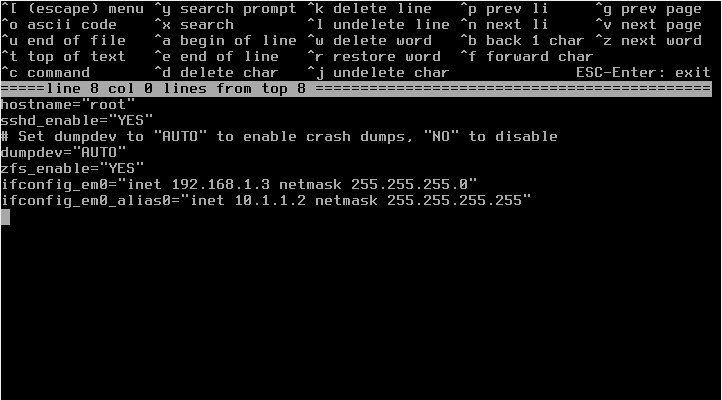 ^[ (escape) menu ^y search prompt ^k delete line ^p prev li ^g prev page
^o ascii code ^x search ^l undelete line ^n next li ^v next page
^u end of file ^a begin of line ^w delete word ^b back 1 char ^z next word
^t top of text ^e end of line ^r restore word ^f forward char
^c command ^d delete char ^j undelete char ESC-Enter: exit
=====line 8 col 0 lines from top 8 ============================================
hostname="root"
sshd_enable="YES"
# Set dumpdev to "AUTO" to enable crash dumps, "NO" to disable
dumpdev="AUTO"
zfs_enable="YES"
ifconfig_em0="inet 192.168.1.3 netmask 255.255.255.0"
ifconfig_em0_alias0="inet 10.1.1.2 netmask 255.255.255.255"